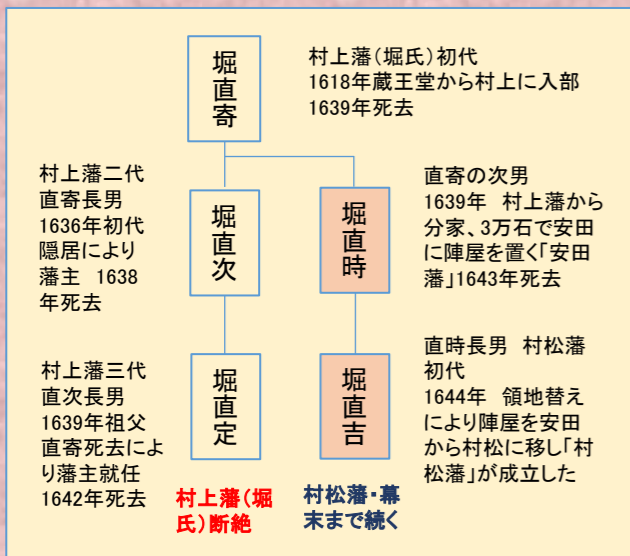 堀直寄
村上藩(堀氏)初代
1618年蔵王堂から村上に入部
1639年死去
村上藩二代
直寄長男
1636年初代
隠居により
藩主 1638
年死去
堀直次
堀直時
直寄の次男
1639年 村上藩から
分家、3万石で安田
に陣屋を置く「安田
藩」1643年死去
村上藩三代
直次長男
1639年祖父
直寄死去によ
り藩主就任
1642年死去
堀直定
堀直吉
直時長男 村松藩
初代
1644年 領地替え
により陣屋を安田
から村松に移し「村
松藩」が成立した
村上藩(堀
氏)断絶
村松藩・幕
末まで続く